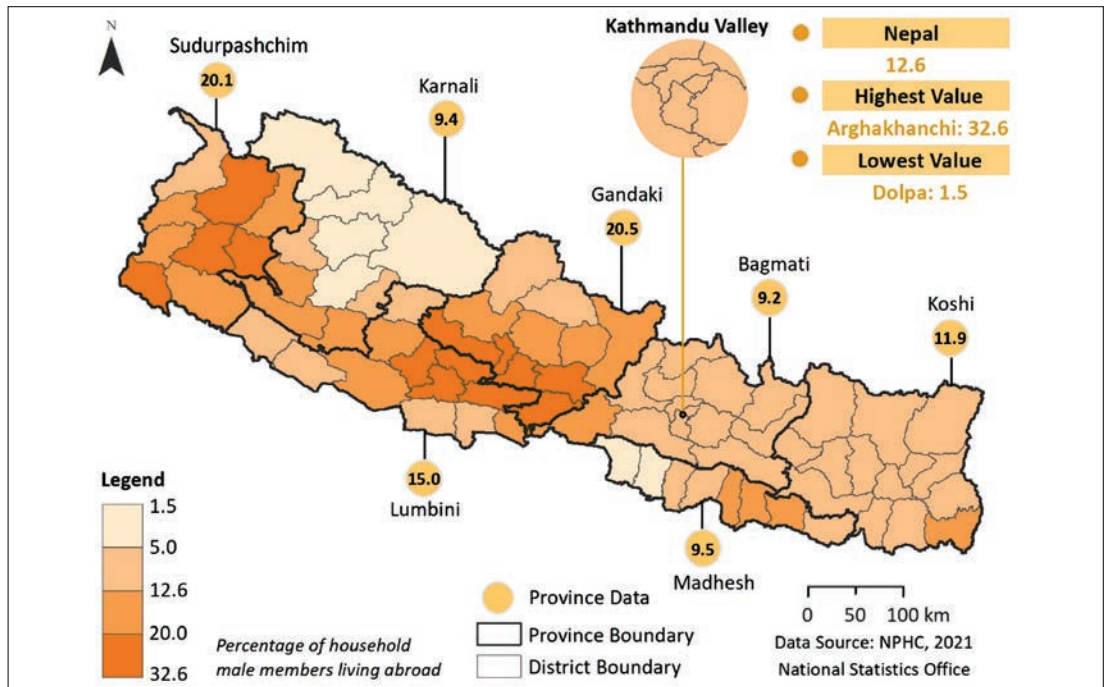 N
Sudurpashchim
20.1
Karnali
9.4
Gandaki
20.5
Kathmandu Valley
Bagmati
9.2
Koshi
11.9
Nepal
12.6
Highest Value
Arghakhanchi: 32.6
Lowest Value
Dolpa: 1.5
15.0
Lumbini
9.5
Madhesh
Legend
1.5
5.0
12.6
20.0
32.6
Percentage of household
male members living abroad
Province Data
Province Boundary
District Boundary
0 50 100 km
Data Source: NPHC, 2021
National Statistics Office